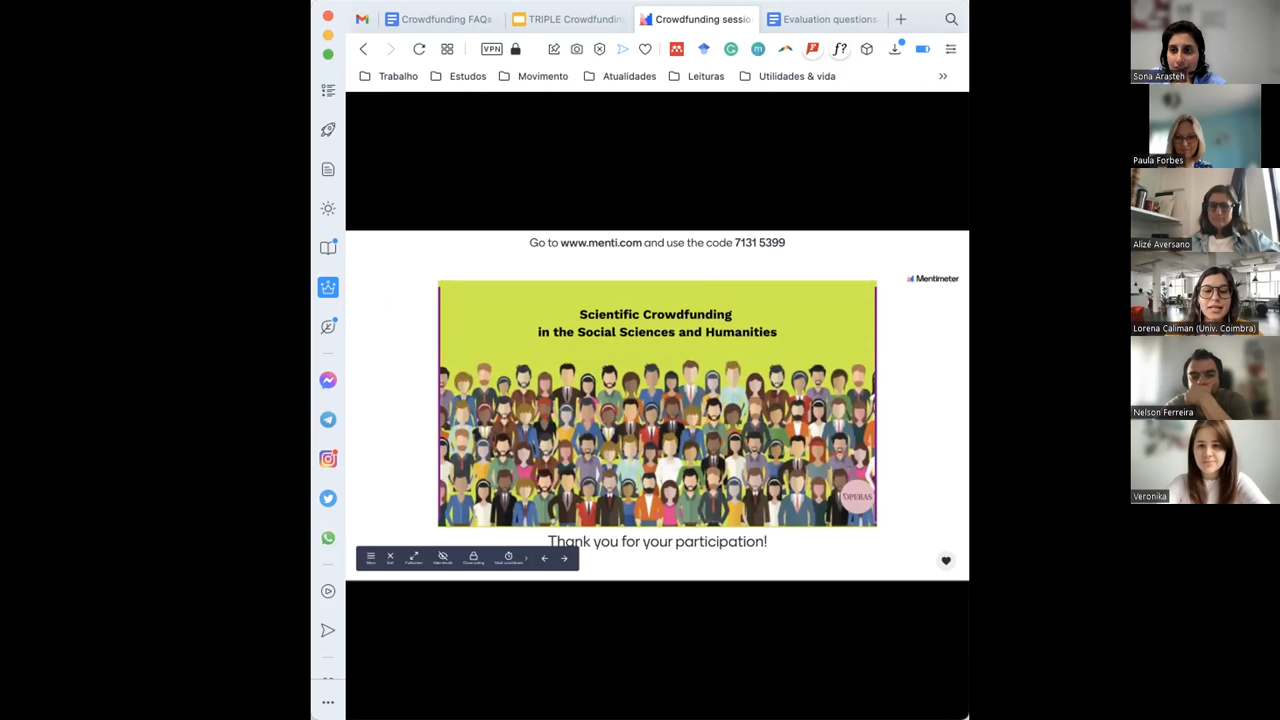 Crowdfunding FAQs
TRIPLE Crowdfunding
Crowdfunding sessio
Evaluation questions
VPN
Trabalho
Estudos
Movimento
Atualidades
Leituras
Utilidades & vida
Go to www.menti.com and use the code 7131 5399
Mentimeter
Scientific Crowdfunding
in the Social Sciences and Humanities
OPERAS
Thank you for your participation!
Sona Arasteh
Paula Forbes
Alizé Aversano
Lorena Caliman (Univ. Coimbra)
Nelson Ferreira
Veronika